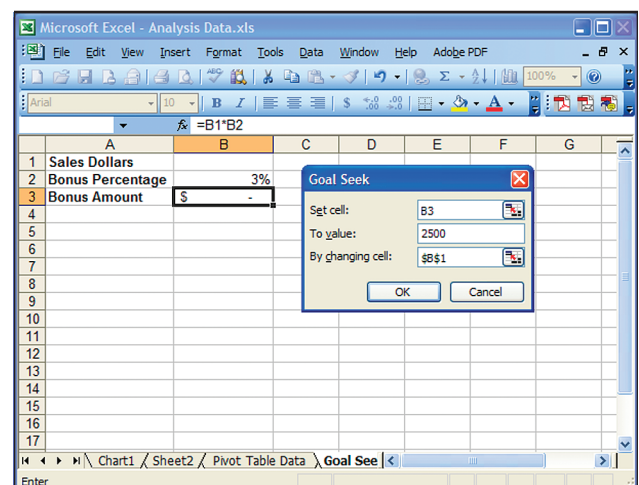 Microsoft Excel - Analysis Data.xls
File Edit View Insert Format Tools Data Window Help Adobe PDF
100%
Arial 10 B I $
fx =B1*B2
A B C D E F G
1 Sales Dollars
2 Bonus Percentage 3%
3 Bonus Amount $ -
4
5
6
7
8
9
10
11
12
13
14
15
16
17
Goal Seek
Set cell: B3
To value: 2500
By changing cell: $B$1
OK Cancel
Chart1 Sheet2 Pivot Table Data Goal See
Enter